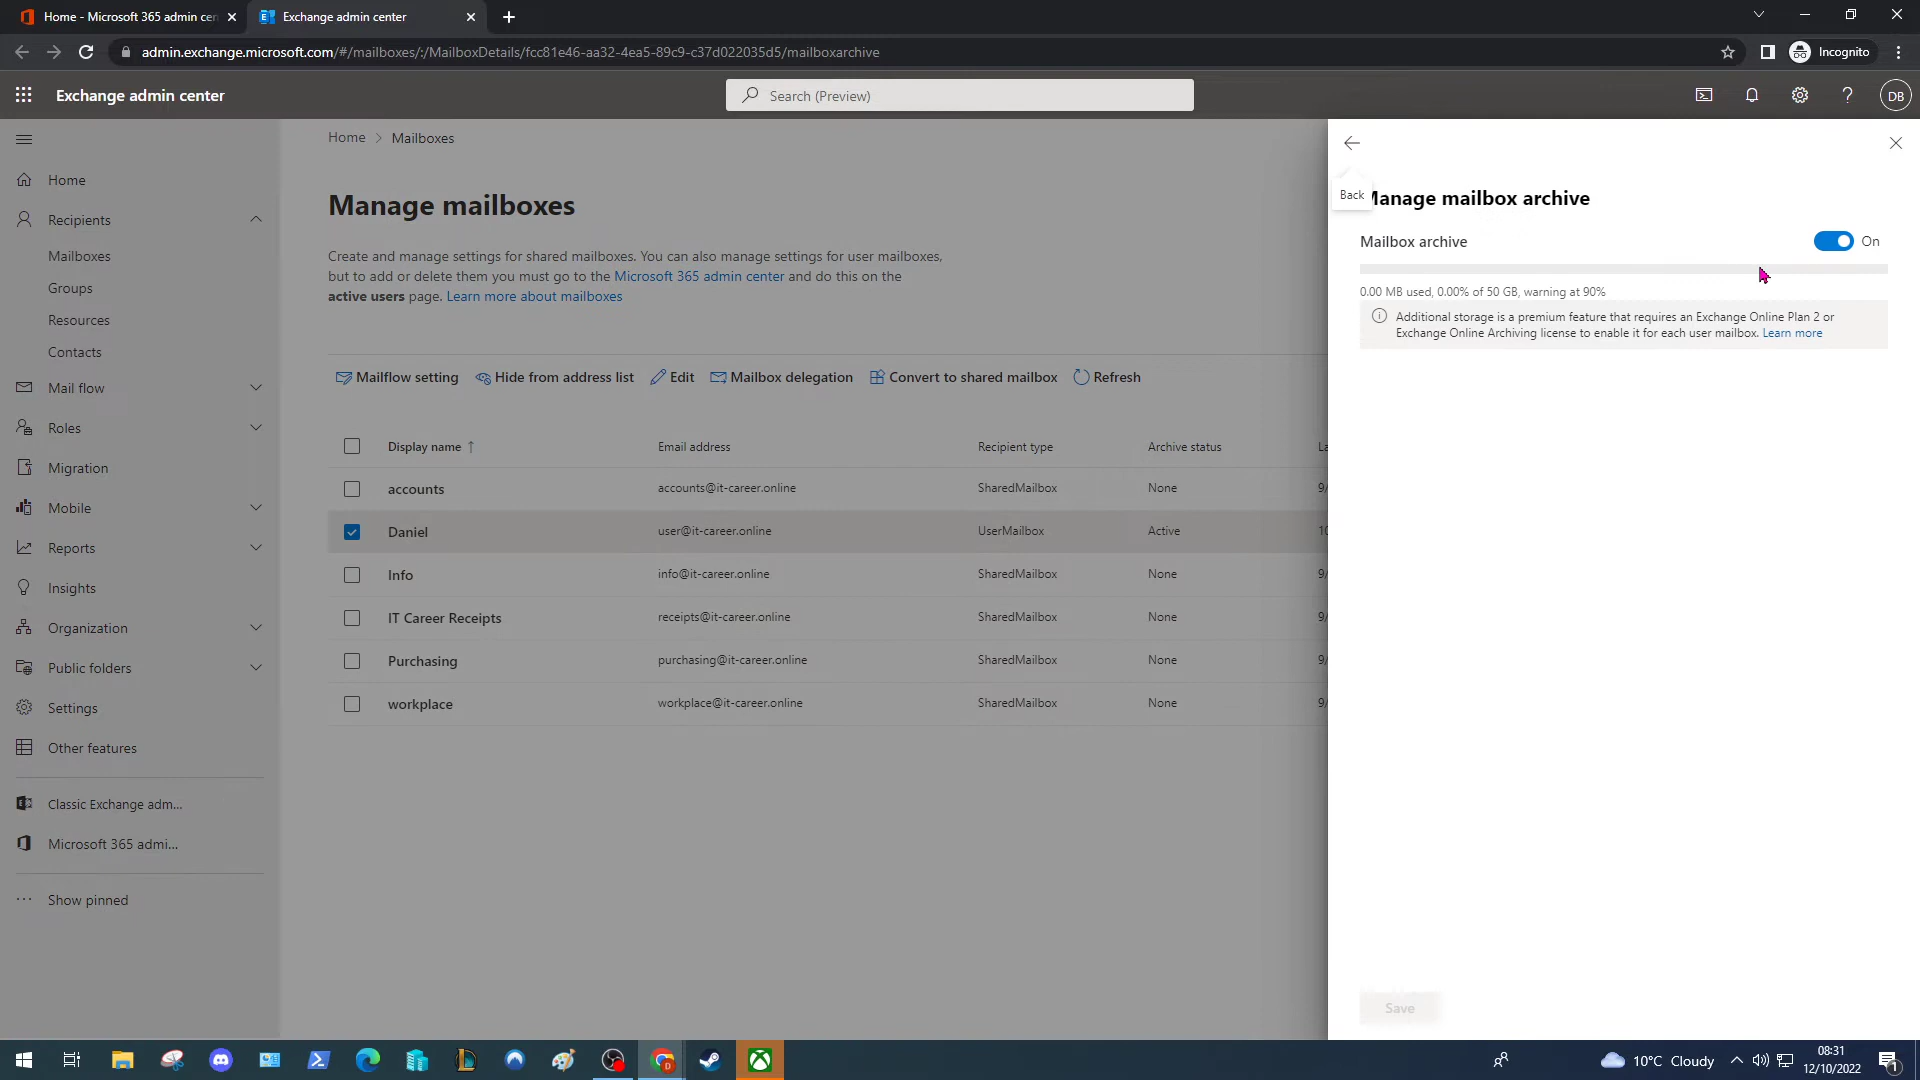 Home - Microsoft 365 admin cen
Exchange admin center
admin.exchange.microsoft.com/#/mailboxes/:/MailboxDetails/fcc81e46-aa32-4ea5-89c9-c37d022035d5/mailboxarchive
Incognito
Exchange admin center
Search (Preview)
DB
Home
Recipients
Mailboxes
Groups
Resources
Contacts
Mail flow
Roles
Migration
Mobile
Reports
Insights
Organization
Public folders
Settings
Other features
Classic Exchange adm...
Microsoft 365 admi...
Show pinned
Home > Mailboxes
Manage mailboxes
Create and manage settings for shared mailboxes. You can also manage settings for user mailboxes,
but to add or delete them you must go to the Microsoft 365 admin center and do this on the
active users page. Learn more about mailboxes
Mailflow setting Hide from address list Edit Mailbox delegation Convert to shared mailbox Refresh
Display name ↑ Email address Recipient type Archive status La
accounts accounts@it-career.online SharedMailbox None 9/
Daniel user@it-career.online UserMailbox Active 10
Info info@it-career.online SharedMailbox None 9/
IT Career Receipts receipts@it-career.online SharedMailbox None 9/
Purchasing purchasing@it-career.online SharedMailbox None 9/
workplace workplace@it-career.online SharedMailbox None 9/
Back
Manage mailbox archive
Mailbox archive On
0.00 MB used, 0.00% of 50 GB, warning at 90%
Additional storage is a premium feature that requires an Exchange Online Plan 2 or
Exchange Online Archiving license to enable it for each user mailbox. Learn more
Save
10°C Cloudy
08:31
12/10/2022
1